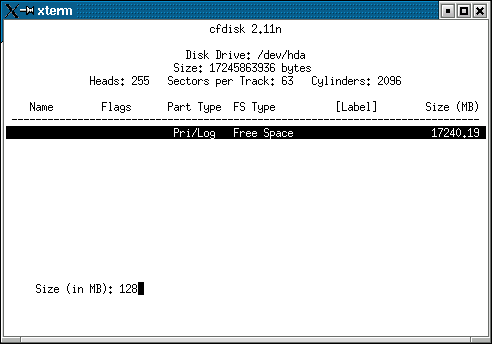 xterm
cfdisk 2.11n
Disk Drive: /dev/hda
Size: 17245863936 bytes
Heads: 255 Sectors per Track: 63 Cylinders: 2096
Name Flags Part Type FS Type [Label] Size (MB)
Pri/Log Free Space 17240.19
Size (in MB): 128